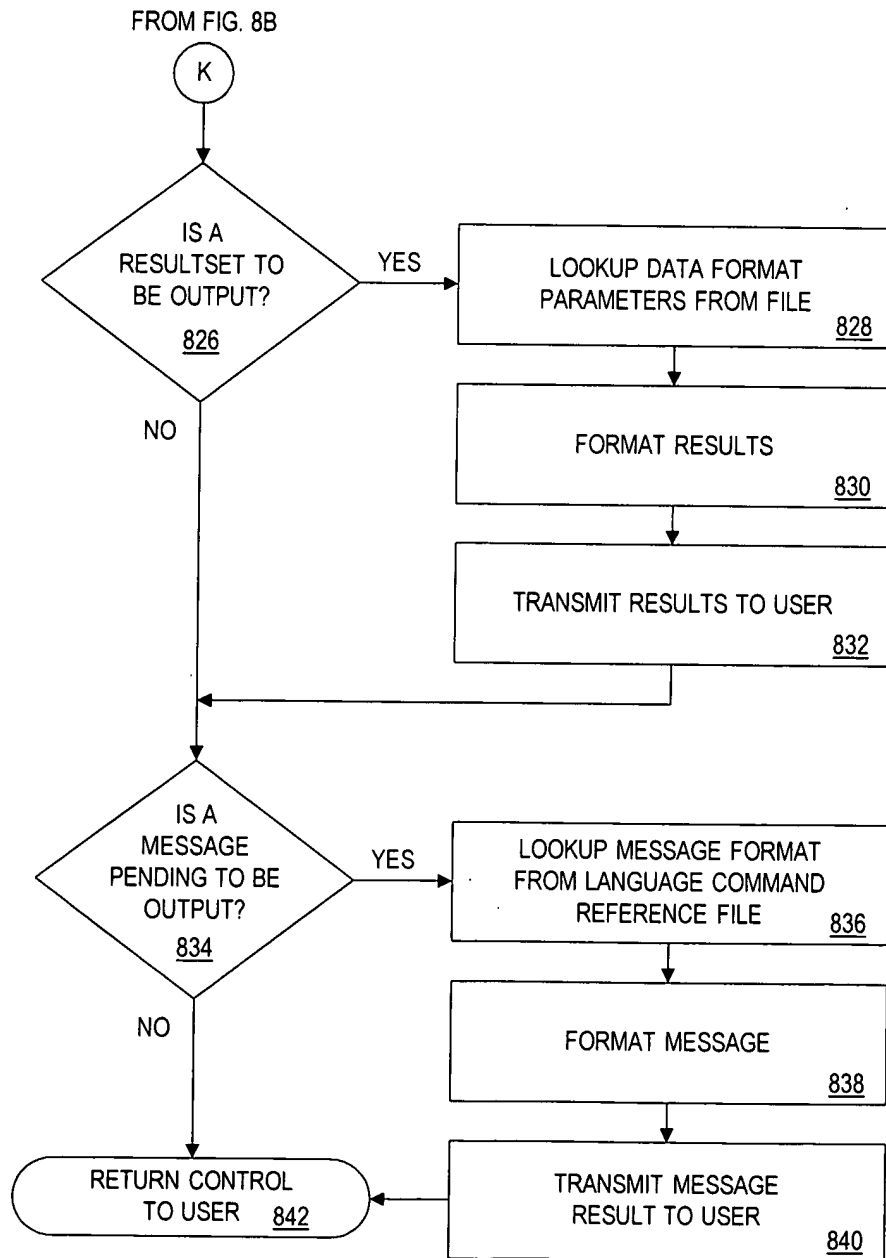 FROM FIG. 8B
K
IS A
RESULTSET TO
BE OUTPUT?
826
YES
LOOKUP DATA FORMAT
PARAMETERS FROM FILE
828
NO
FORMAT RESULTS
830
TRANSMIT RESULTS TO USER
832
IS A
MESSAGE
PENDING TO BE
OUTPUT?
834
YES
LOOKUP MESSAGE FORMAT
FROM LANGUAGE COMMAND
REFERENCE FILE
836
NO
FORMAT MESSAGE
838
RETURN CONTROL
TO USER
842
TRANSMIT MESSAGE
RESULT TO USER
840